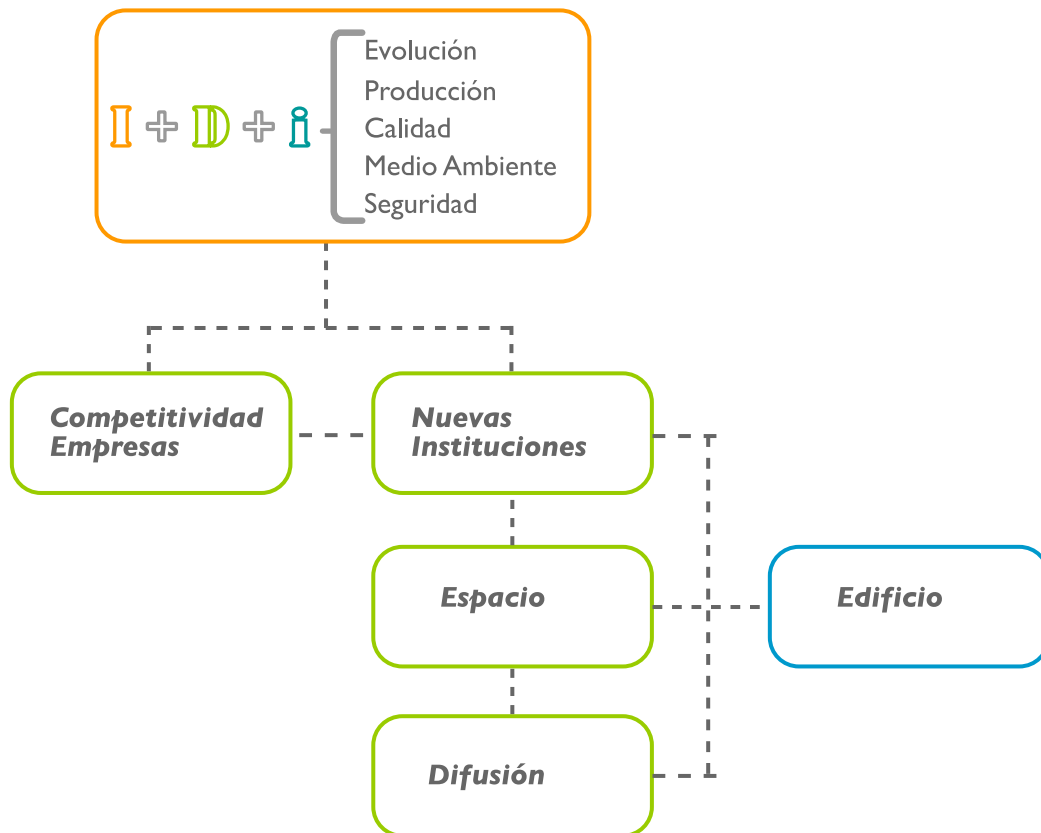 Evolución
Producción
I + D + i
Calidad
Medio Ambiente
Seguridad
Competitividad
Empresas
Nuevas
Instituciones
Espacio
Edificio
Difusión